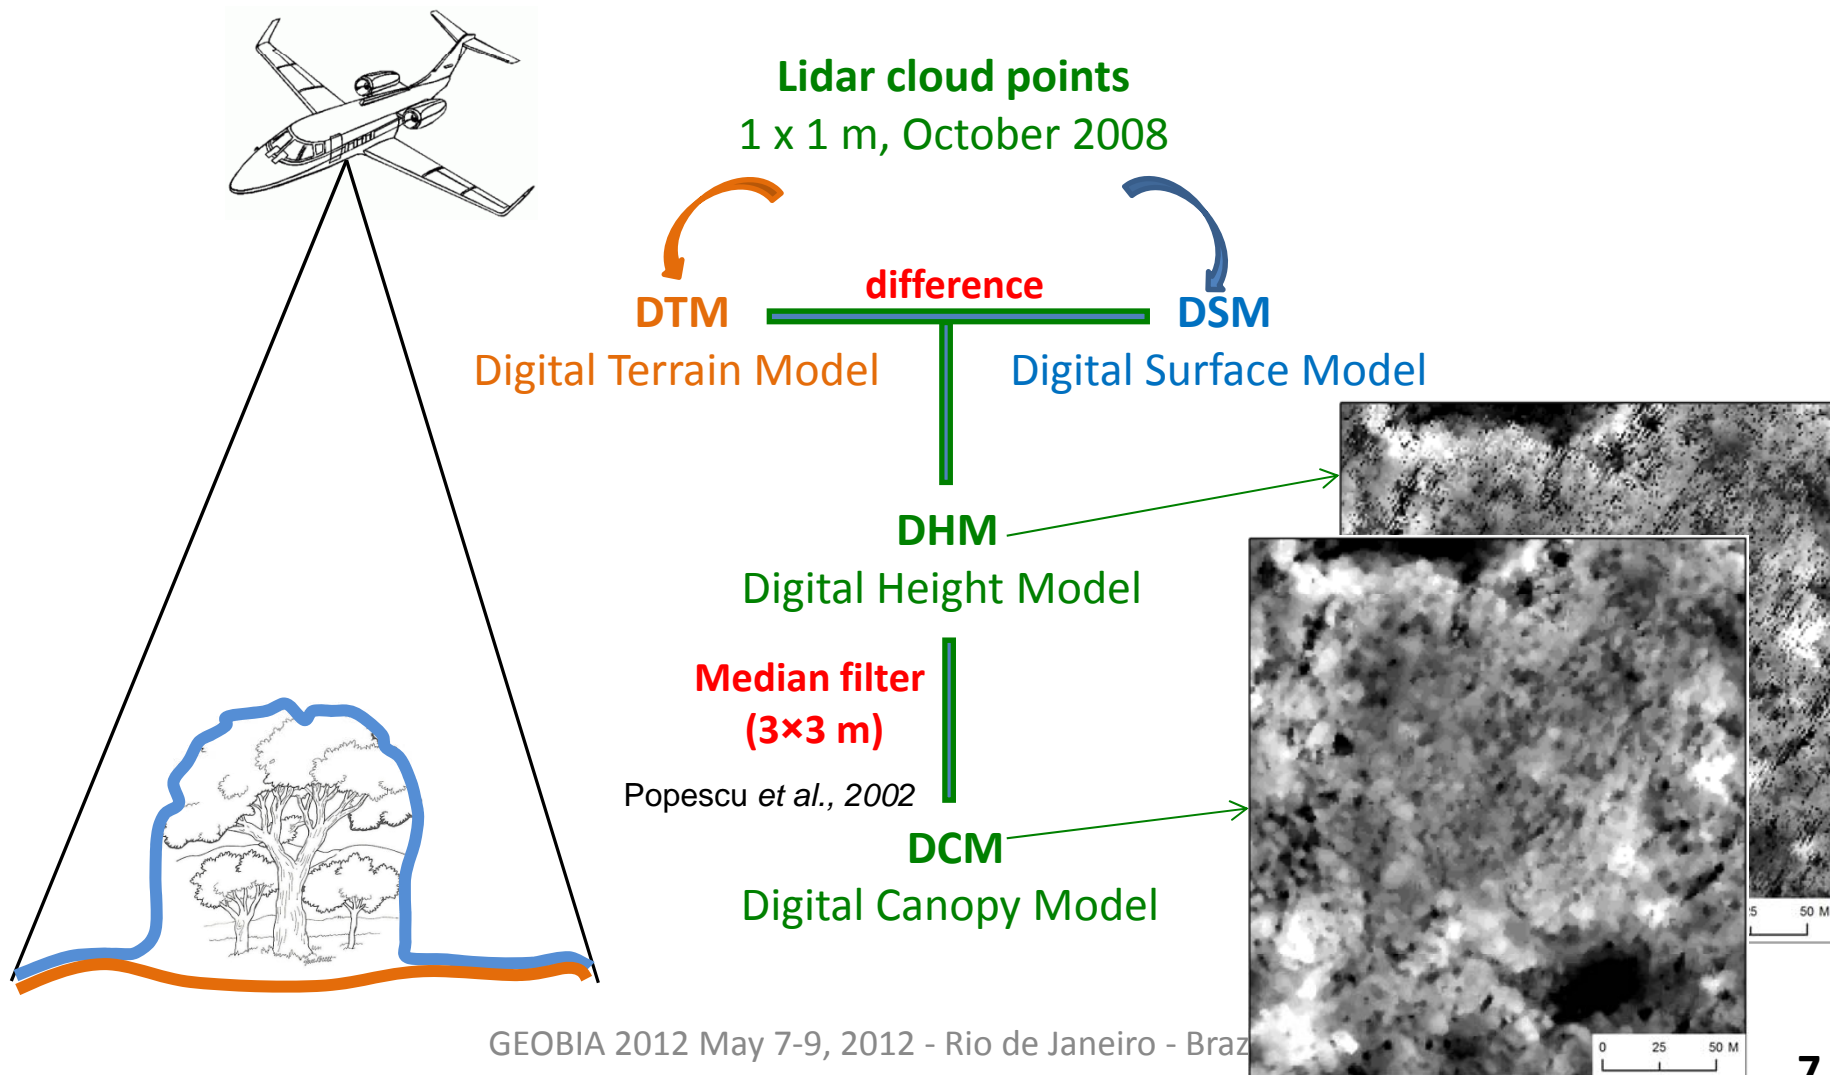 Lidar cloud points
1 x 1 m, October 2008
difference
DTM
DSM
Digital Terrain Model
Digital Surface Model
DHM
Digital Height Model
Median filter
(3×3 m)
Popescu et al., 2002
DCM
Digital Canopy Model
25 50 M
0 25 50 M
GEOBIA 2012 May 7-9, 2012 - Rio de Janeiro - Braz
7